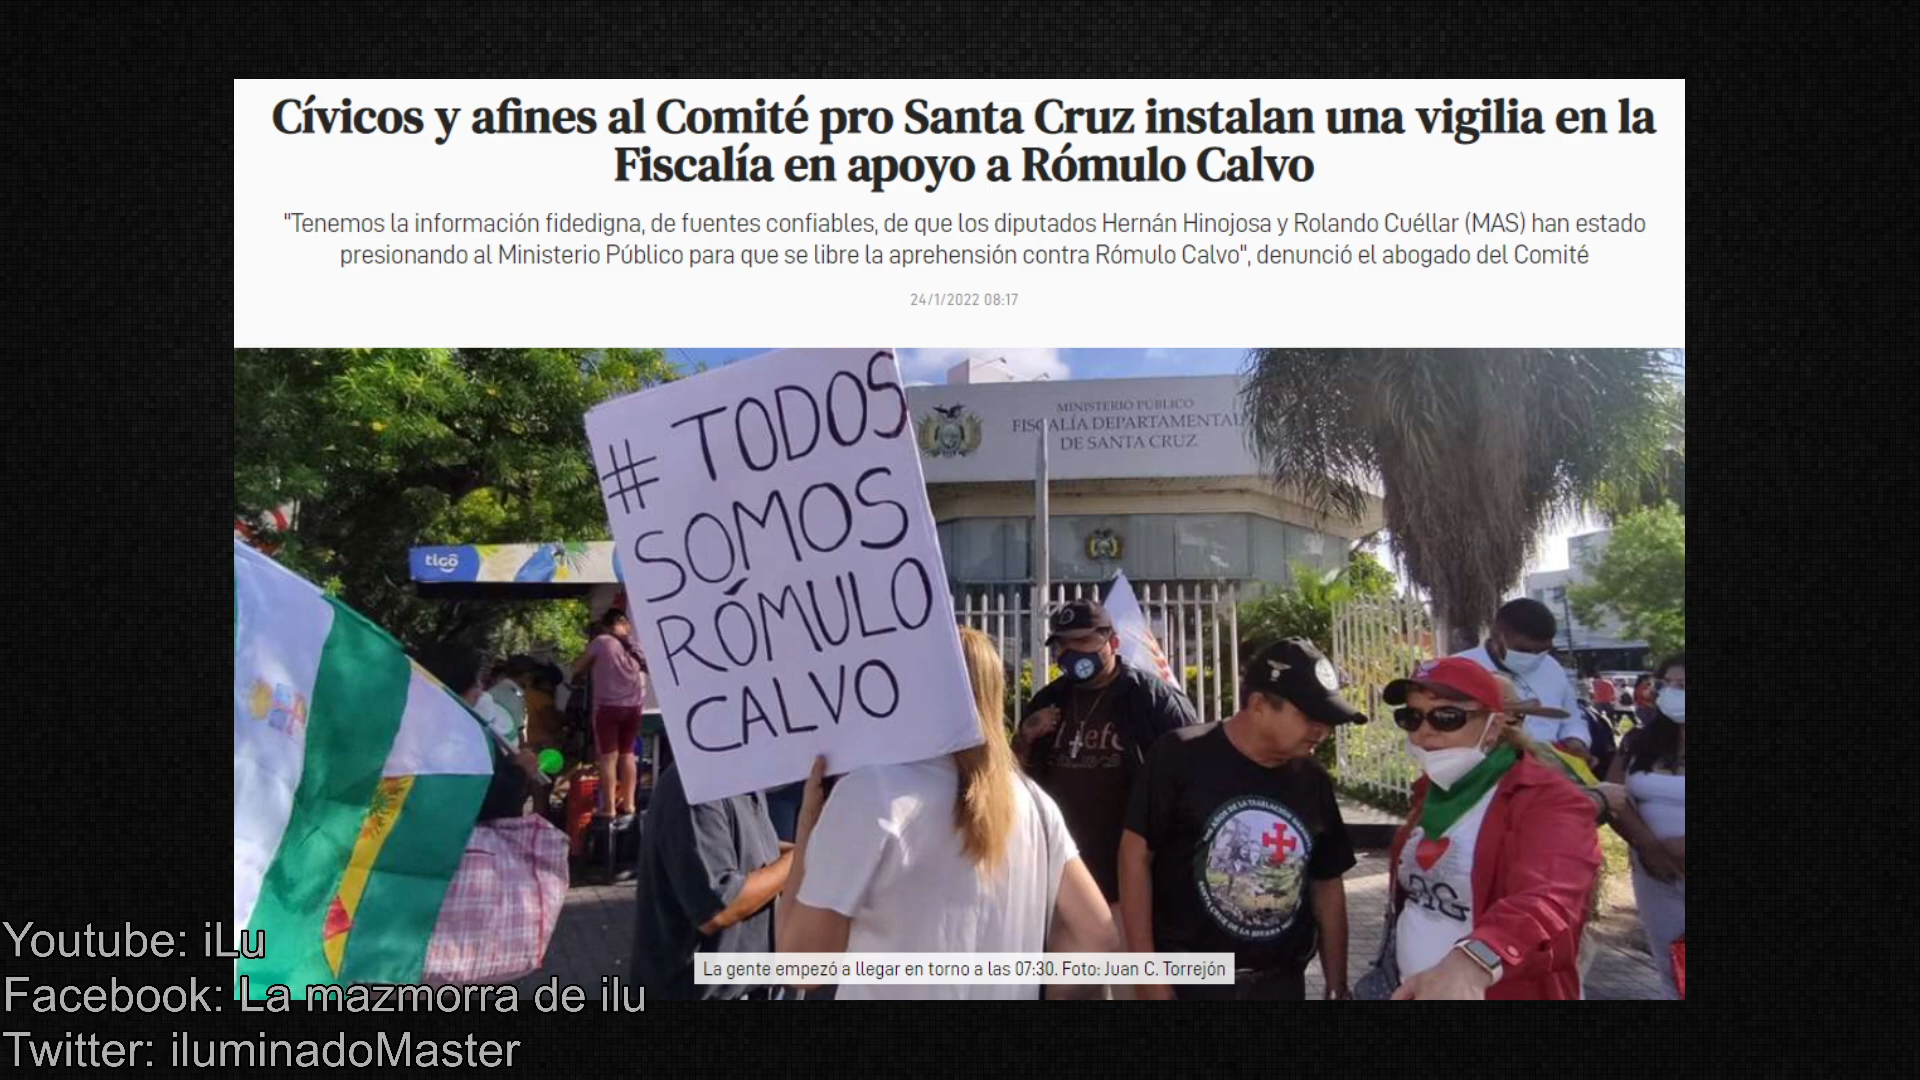 Cívicos y afines al Comité pro Santa Cruz instalan una vigilia en la
Fiscalía en apoyo a Rómulo Calvo
"Tenemos la información fidedigna, de fuentes confiables, de que los diputados Hernán Hinojosa y Rolando Cuéllar (MAS) han estado
presionando al Ministerio Público para que se libre la aprehensión contra Rómulo Calvo", denunció el abogado del Comité
24/1/2022 08:17
# TODOS
SOMOS
RÓMULO
CALVO
MINISTERIO PÚBLICO
FISCALÍA DEPARTAMENTAL
DE SANTA CRUZ
tigo
La gente empezó a llegar en torno a las 07:30. Foto: Juan C. Torrejón
Youtube: iLu
Facebook: La mazmorra de ilu
Twitter: iluminadoMaster